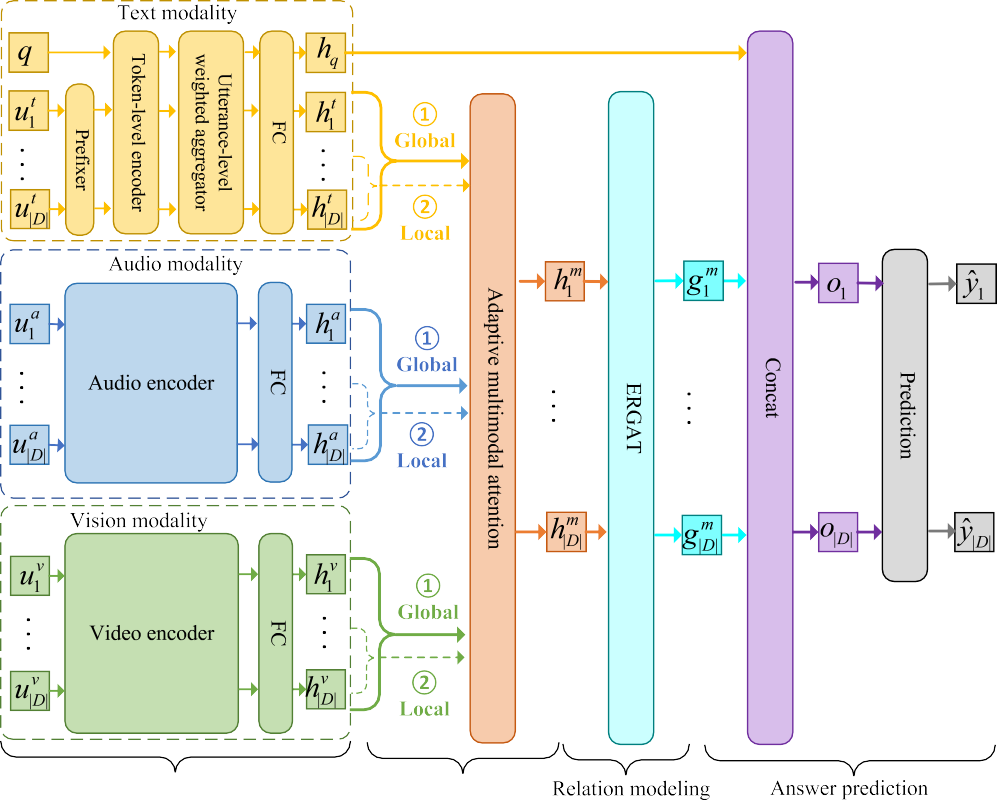 Text modality
q
Token-level encoder
Utterance-level
weighted aggregator
FC
h_q
u_1^t
Prefixer
h_1^t
① Global
u_{|D|}^t
h_{|D|}^t
② Local
Audio modality
u_1^a
Audio encoder
FC
h_1^a
① Global
u_{|D|}^a
h_{|D|}^a
② Local
Vision modality
u_1^v
Video encoder
FC
h_1^v
① Global
u_{|D|}^v
h_{|D|}^v
② Local
Adaptive multimodal attention
h_1^m
h_{|D|}^m
ERGAT
g_1^m
g_{|D|}^m
Concat
o_1
o_{|D|}
Prediction
ŷ_1
ŷ_{|D|}
Relation modeling
Answer prediction